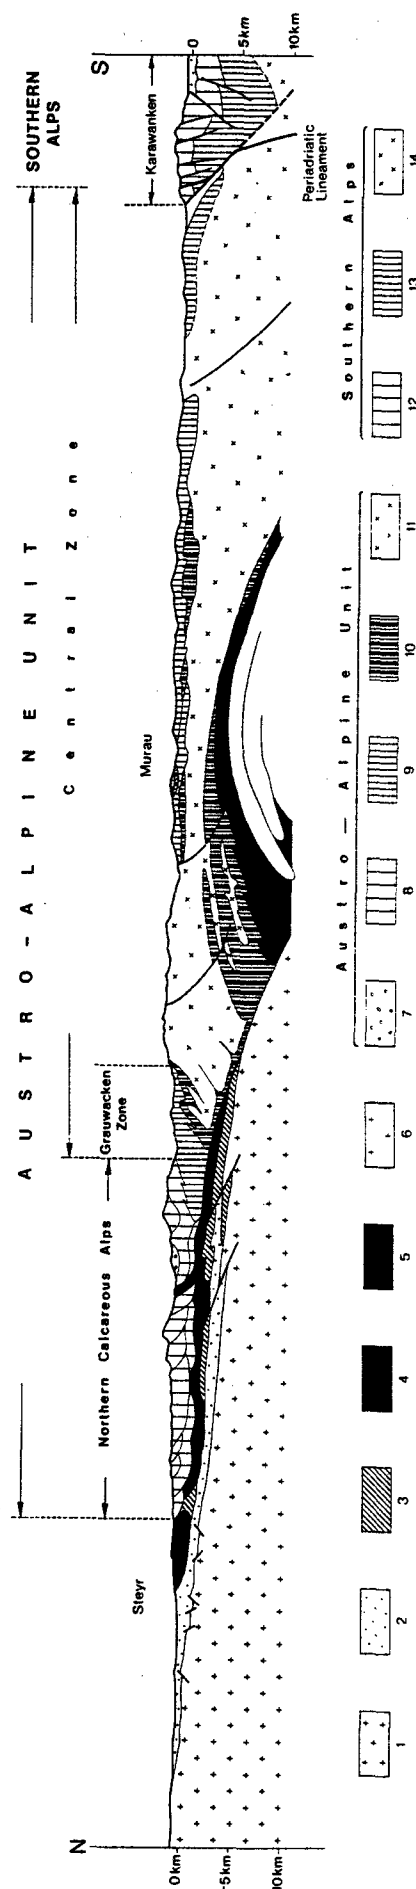 AUSTRO-ALPINE UNIT
SOUTHERN
ALPS
Central Zone
Northern Calcareous Alps
Grauwacken
Zone
Karawanken
N
S
Steyr
Murau
0km
-5km
-10km
0
-5km
-10km
Periadriatic
Lineament
Austro—Alpine Unit
Southern Alps
1
2
3
4
5
6
7
8
9
10
11
12
13
14